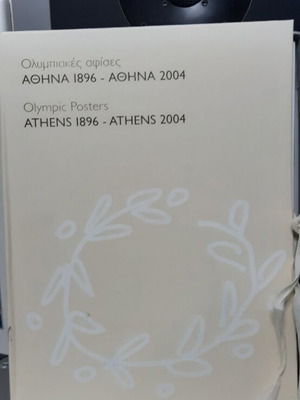 Ολυμπιακές αφίσες
ΑΘΗΝΑ 1896 - ΑΘΗΝΑ 2004
Olympic Posters
ATHENS 1896 - ATHENS 2004